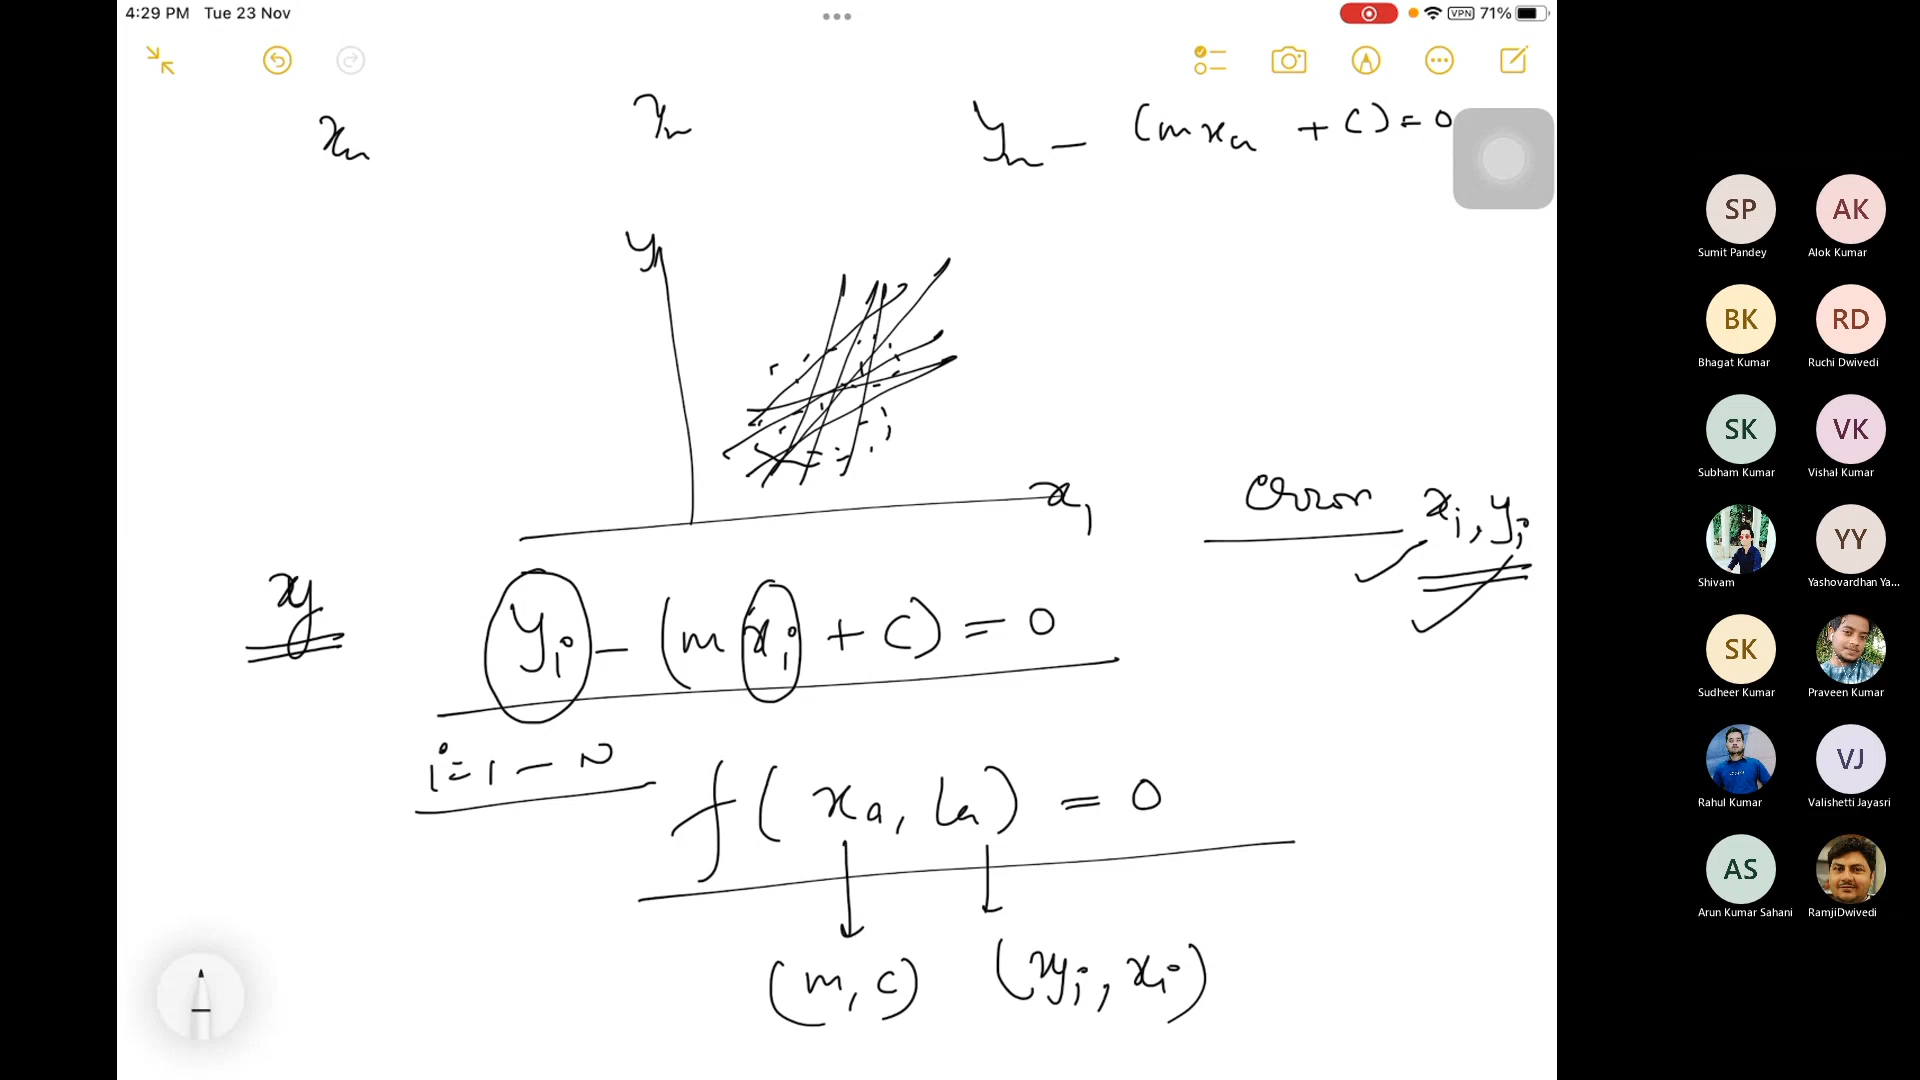 4:29 PM Tue 23 Nov
VPN 71%
xn yn yn - (mxn + c) = 0
y
x
Error xi, yi
xy yi - (mxi + c) = 0
i = 1 - N
f(xa, la) = 0
(m, c) (yi, xi)
SP AK
Sumit Pandey Alok Kumar
BK RD
Bhagat Kumar Ruchi Dwivedi
SK VK
Subham Kumar Vishal Kumar
YY
Shivam Yashovardhan Ya...
SK
Sudheer Kumar Praveen Kumar
VJ
Rahul Kumar Valishetti Jayasri
AS
Arun Kumar Sahani RamjiDwivedi